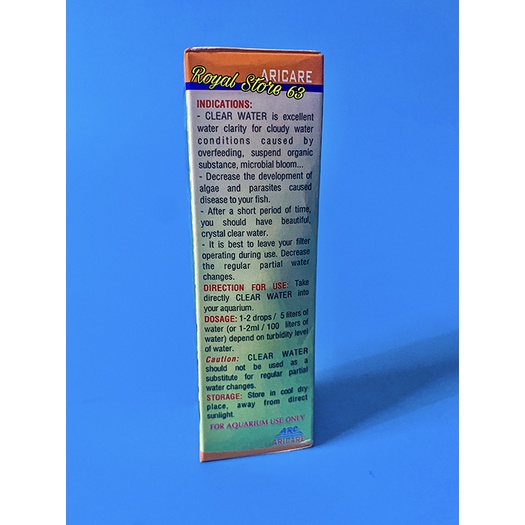 ARICARE
Royal Store 63
INDICATIONS:
- CLEAR WATER is excellent
water clarity for cloudy water
conditions caused by
overfeeding, suspend organic
substance, microbial bloom...
- Decrease the development of
algae and parasites caused
disease to your fish.
- After a short period of time,
you should have beautiful,
crystal clear water.
- It is best to leave your filter
operating during use. Decrease
the regular partial water
changes.
DIRECTION FOR USE: Take
directly CLEAR WATER into
your aquarium.
DOSAGE: 1-2 drops / 5 liters of
water (or 1-2ml / 100 liters of
water) depend on turbidity level
of water.
Caution: CLEAR WATER
should not be used as a
substitute for regular partial
water changes.
STORAGE: Store in cool dry
place, away from direct
sunlight.
FOR AQUARIUM USE ONLY
ARC
ARICARE